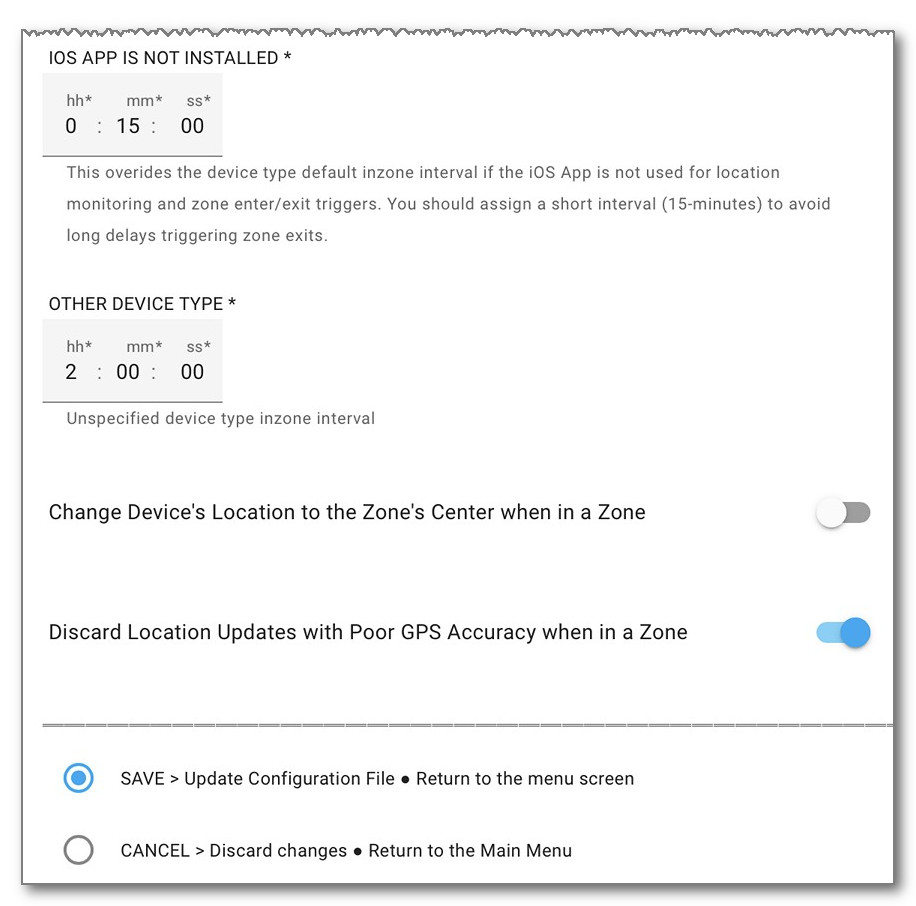 IOS APP IS NOT INSTALLED *
hh* mm* ss*
0 : 15 : 00
This overides the device type default inzone interval if the iOS App is not used for location
monitoring and zone enter/exit triggers. You should assign a short interval (15-minutes) to avoid
long delays triggering zone exits.
OTHER DEVICE TYPE *
hh* mm* ss*
2 : 00 : 00
Unspecified device type inzone interval
Change Device's Location to the Zone's Center when in a Zone
Discard Location Updates with Poor GPS Accuracy when in a Zone
SAVE > Update Configuration File ● Return to the menu screen
CANCEL > Discard changes ● Return to the Main Menu